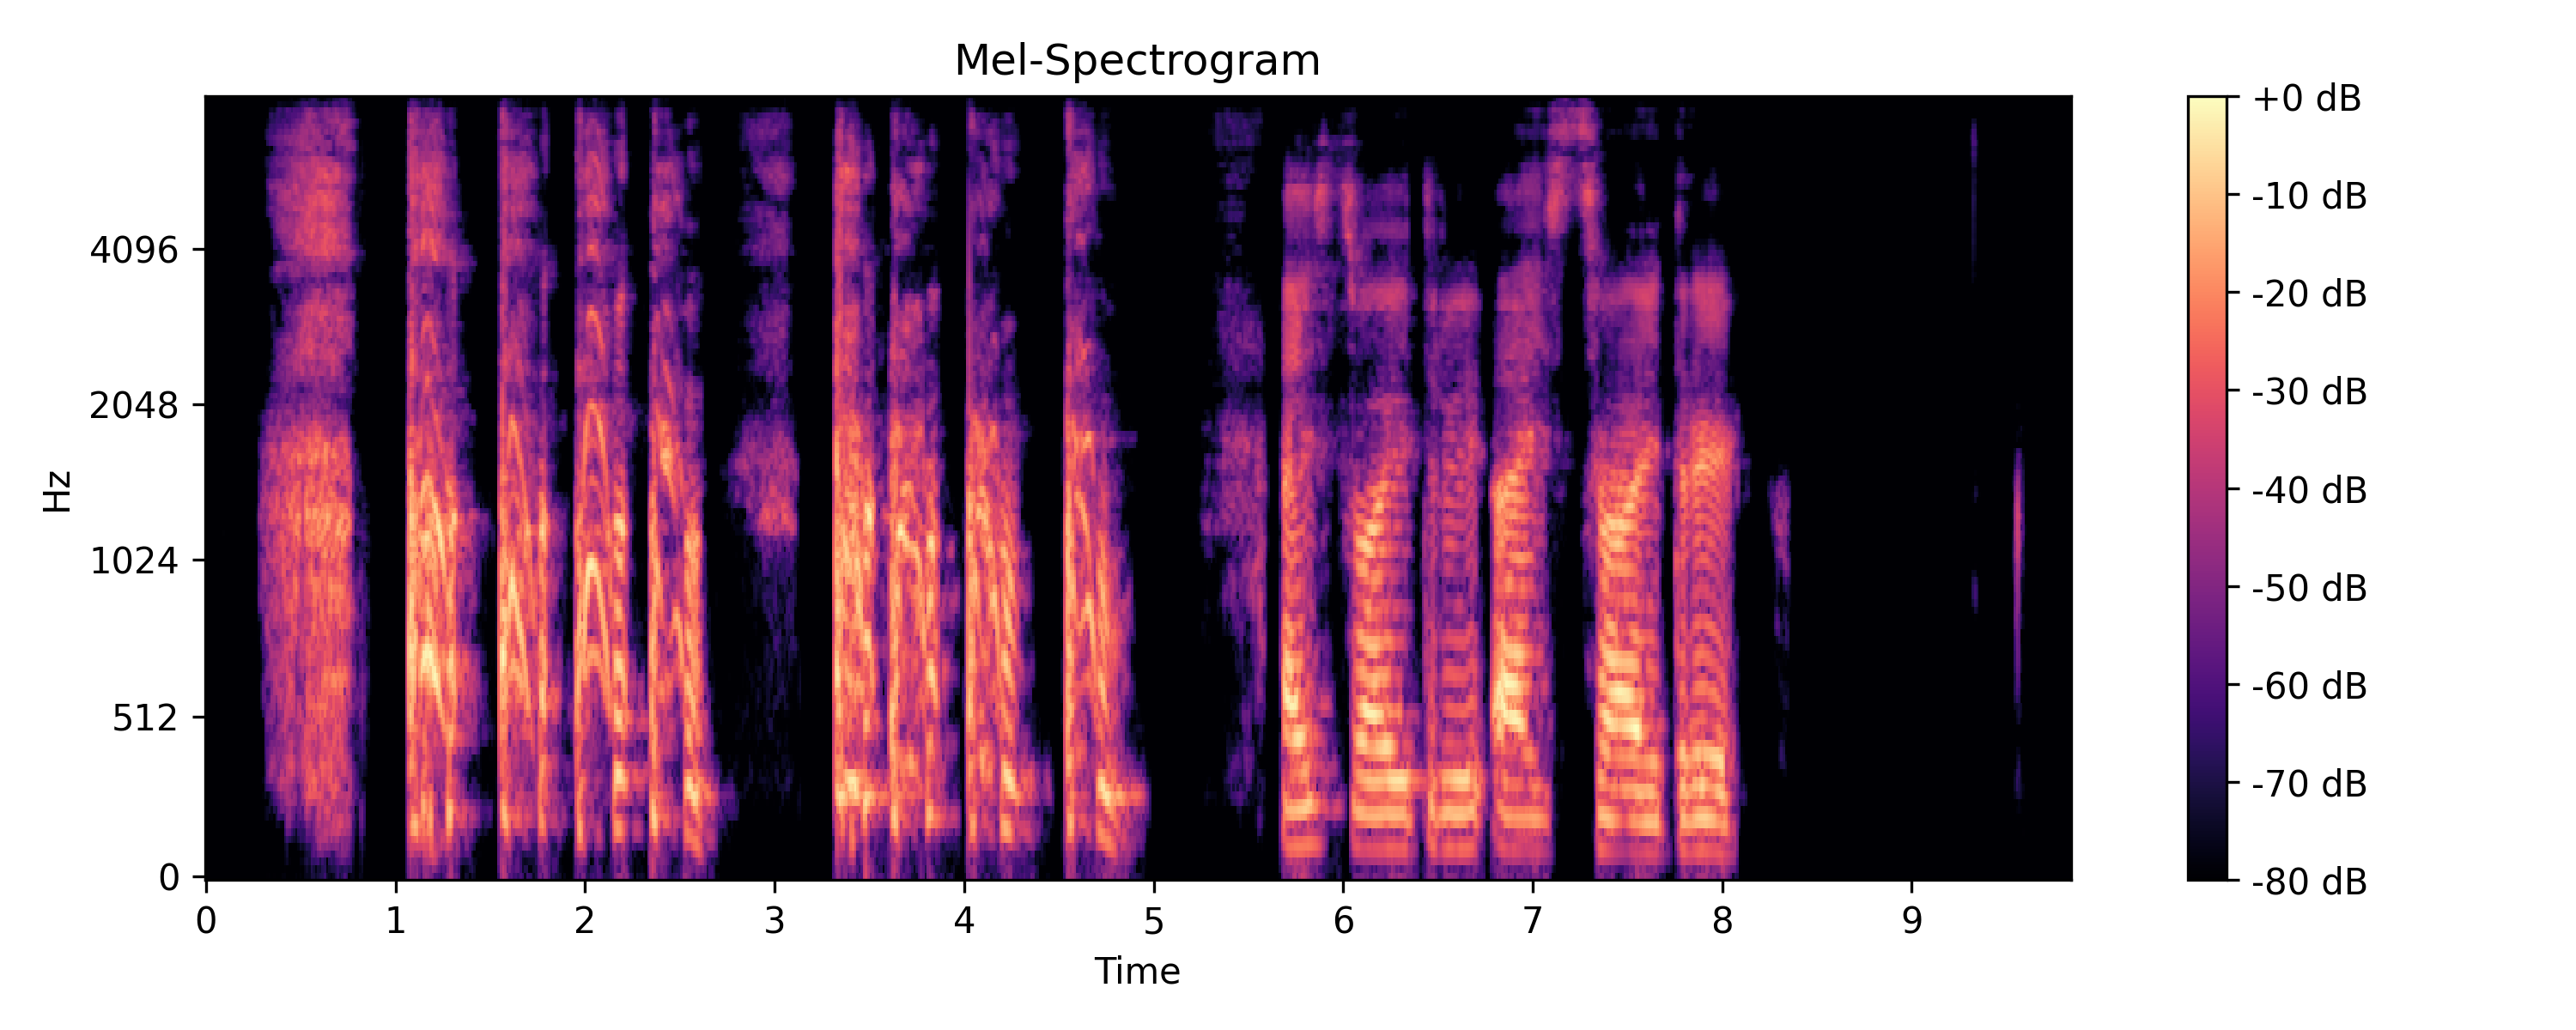 Mel-Spectrogram
+0 dB
-10 dB
-20 dB
-30 dB
-40 dB
-50 dB
-60 dB
-70 dB
-80 dB
Hz
4096
2048
1024
512
0
0 1 2 3 4 5 6 7 8 9
Time